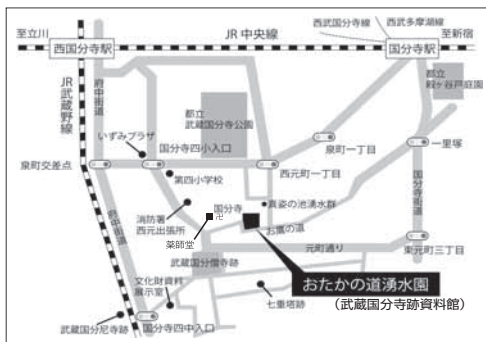 西武国分寺線
西武多摩湖線
至立川
JR 中央線
至新宿
西国分寺駅
国分寺駅
JR武蔵野線
府中街道
都立
殿ヶ谷戸庭園
都立
武蔵国分寺公園
いずみプラザ
国分寺四小入口
泉町一丁目
一里塚
泉町交差点
第四小学校
西元町一丁目
国分寺街道
消防署
西元出張所
国分寺
卍
真姿の池湧水群
お鷹の道
薬師堂
府中街道
元町通り
武蔵国分僧寺跡
東元町三丁目
文化財資料
展示室
七重塔跡
おたかの道湧水園
(武蔵国分寺跡資料館)
武蔵国分尼寺跡
国分寺四中入口